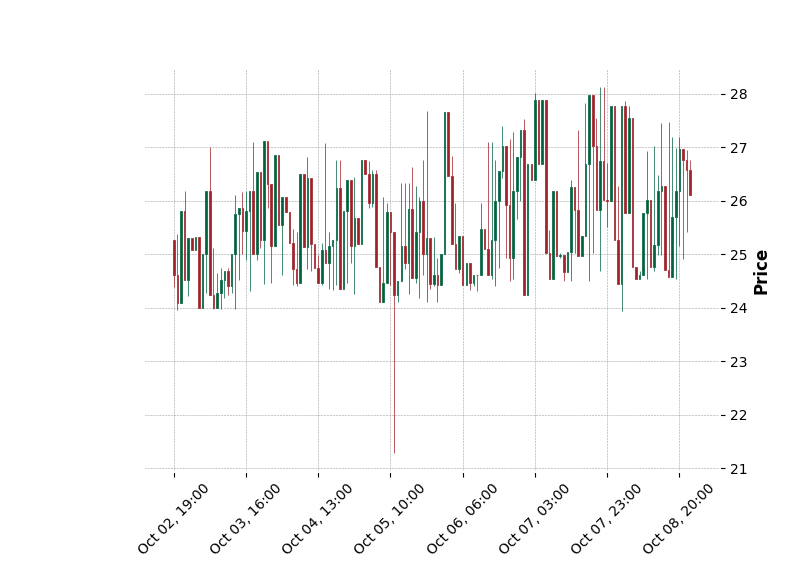 28
27
26
25
24
23
22
21
Price
Oct 02, 19:00
Oct 03, 16:00
Oct 04, 13:00
Oct 05, 10:00
Oct 06, 06:00
Oct 07, 03:00
Oct 07, 23:00
Oct 08, 20:00